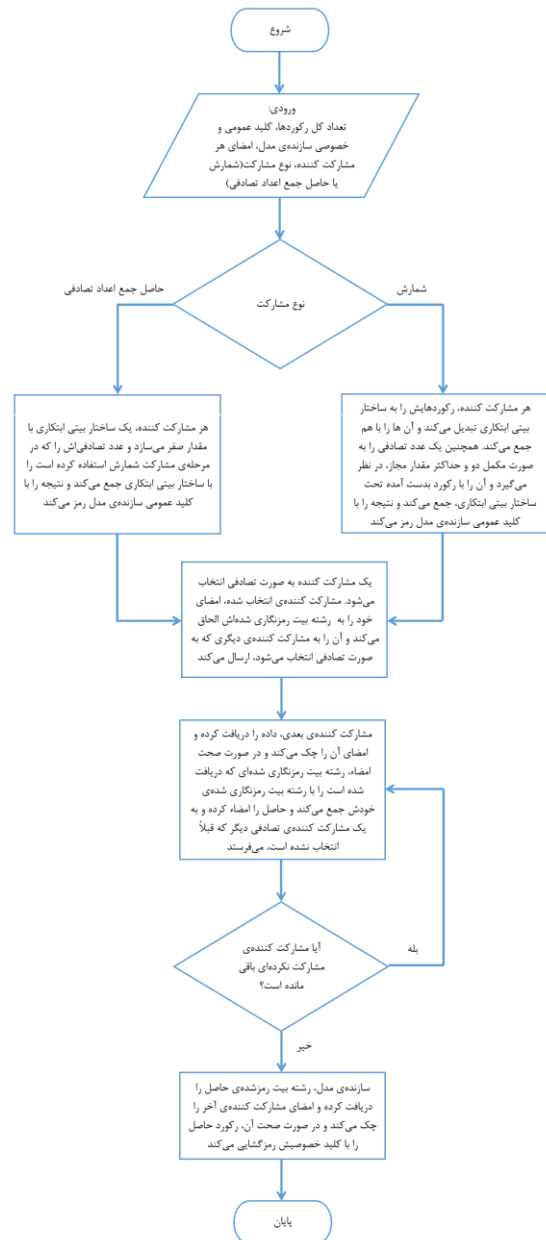 شروع
ورودی:
تعداد کل رکوردها، کلید عمومی و
خصوصی سازنده‌ی مدل، امضای هر
مشارکت کننده، نوع مشارکت(شمارش
یا حاصل جمع اعداد تصادفی)
نوع مشارکت
شمارش
حاصل جمع اعداد تصادفی
هر مشارکت کننده، رکوردهایش را به ساختار
بیتی ابتکاری تبدیل می‌کند و آن ها را با هم
جمع می‌کند. همچنین یک عدد تصادفی را به
صورت مکمل دو و حداکثر مقدار مجاز، در نظر
می‌گیرد و آن را با رکورد بدست آمده تحت
ساختار بیتی ابتکاری، جمع می‌کند و نتیجه را با
کلید عمومی سازنده‌ی مدل رمز می‌کند
هر مشارکت کننده، یک ساختار بیتی ابتکاری با
مقدار صفر می‌سازد و عدد تصادفی‌اش را که در
مرحله‌ی مشارکت شمارش استفاده کرده است را
با ساختار بیتی ابتکاری جمع می‌کند و نتیجه را با
کلید عمومی سازنده‌ی مدل رمز می‌کند
یک مشارکت کننده به صورت تصادفی انتخاب
می‌شود. مشارکت کننده‌ی انتخاب شده، امضای
خود را به رشته بیت رمزنگاری شده‌اش الحاق
می‌کند و آن را به مشارکت کننده‌ی دیگری که به
صورت تصادفی انتخاب می‌شود، ارسال می‌کند
مشارکت کننده‌ی بعدی، داده را دریافت کرده و
امضای آن را چک می‌کند و در صورت صحت
امضاء، رشته بیت رمزنگاری شده‌ای که دریافت
شده است را با رشته بیت رمزنگاری شده‌ی
خودش جمع می‌کند و حاصل را امضاء کرده و به
یک مشارکت کننده‌ی تصادفی دیگر که قبلاً
انتخاب نشده است، می‌فرستد
آیا مشارکت کننده‌ی
مشارکت نکرده‌ای باقی
مانده است؟
بله
خیر
سازنده‌ی مدل، رشته بیت رمزشده‌ی حاصل را
دریافت کرده و امضای مشارکت کننده‌ی آخر را
چک می‌کند و در صورت صحت آن، رکورد حاصل
را با کلید خصوصیش رمزگشایی می‌کند
پایان